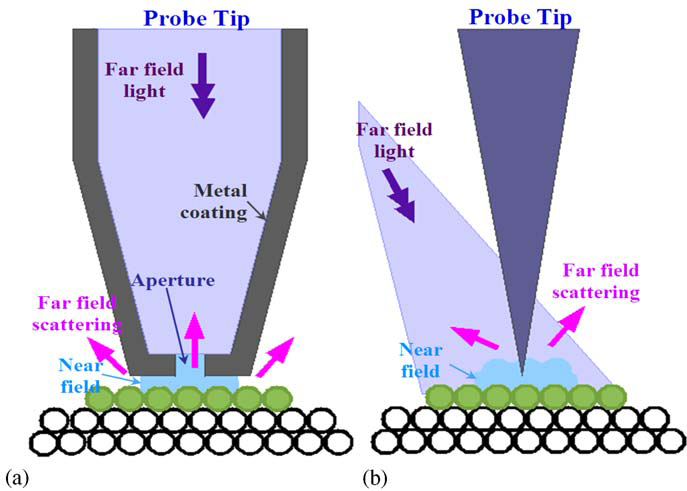 Probe Tip
Far field
light
Metal
coating
Aperture
Far field
scattering
Near
field
(a)
Probe Tip
Far field
light
Far field
scattering
Near
field
(b)